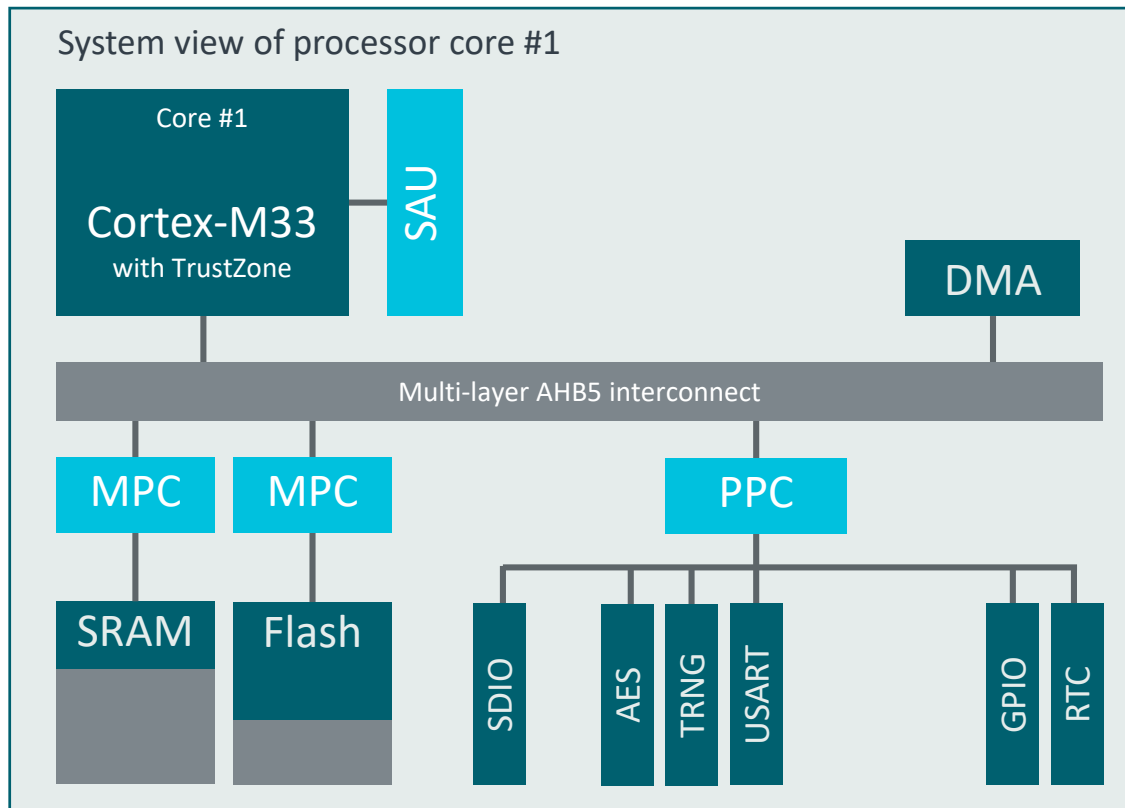 System view of processor core #1
Core #1
Cortex-M33
with TrustZone
SAU
DMA
Multi-layer AHB5 interconnect
MPC
MPC
PPC
SRAM
Flash
SDIO
AES
TRNG
USART
GPIO
RTC